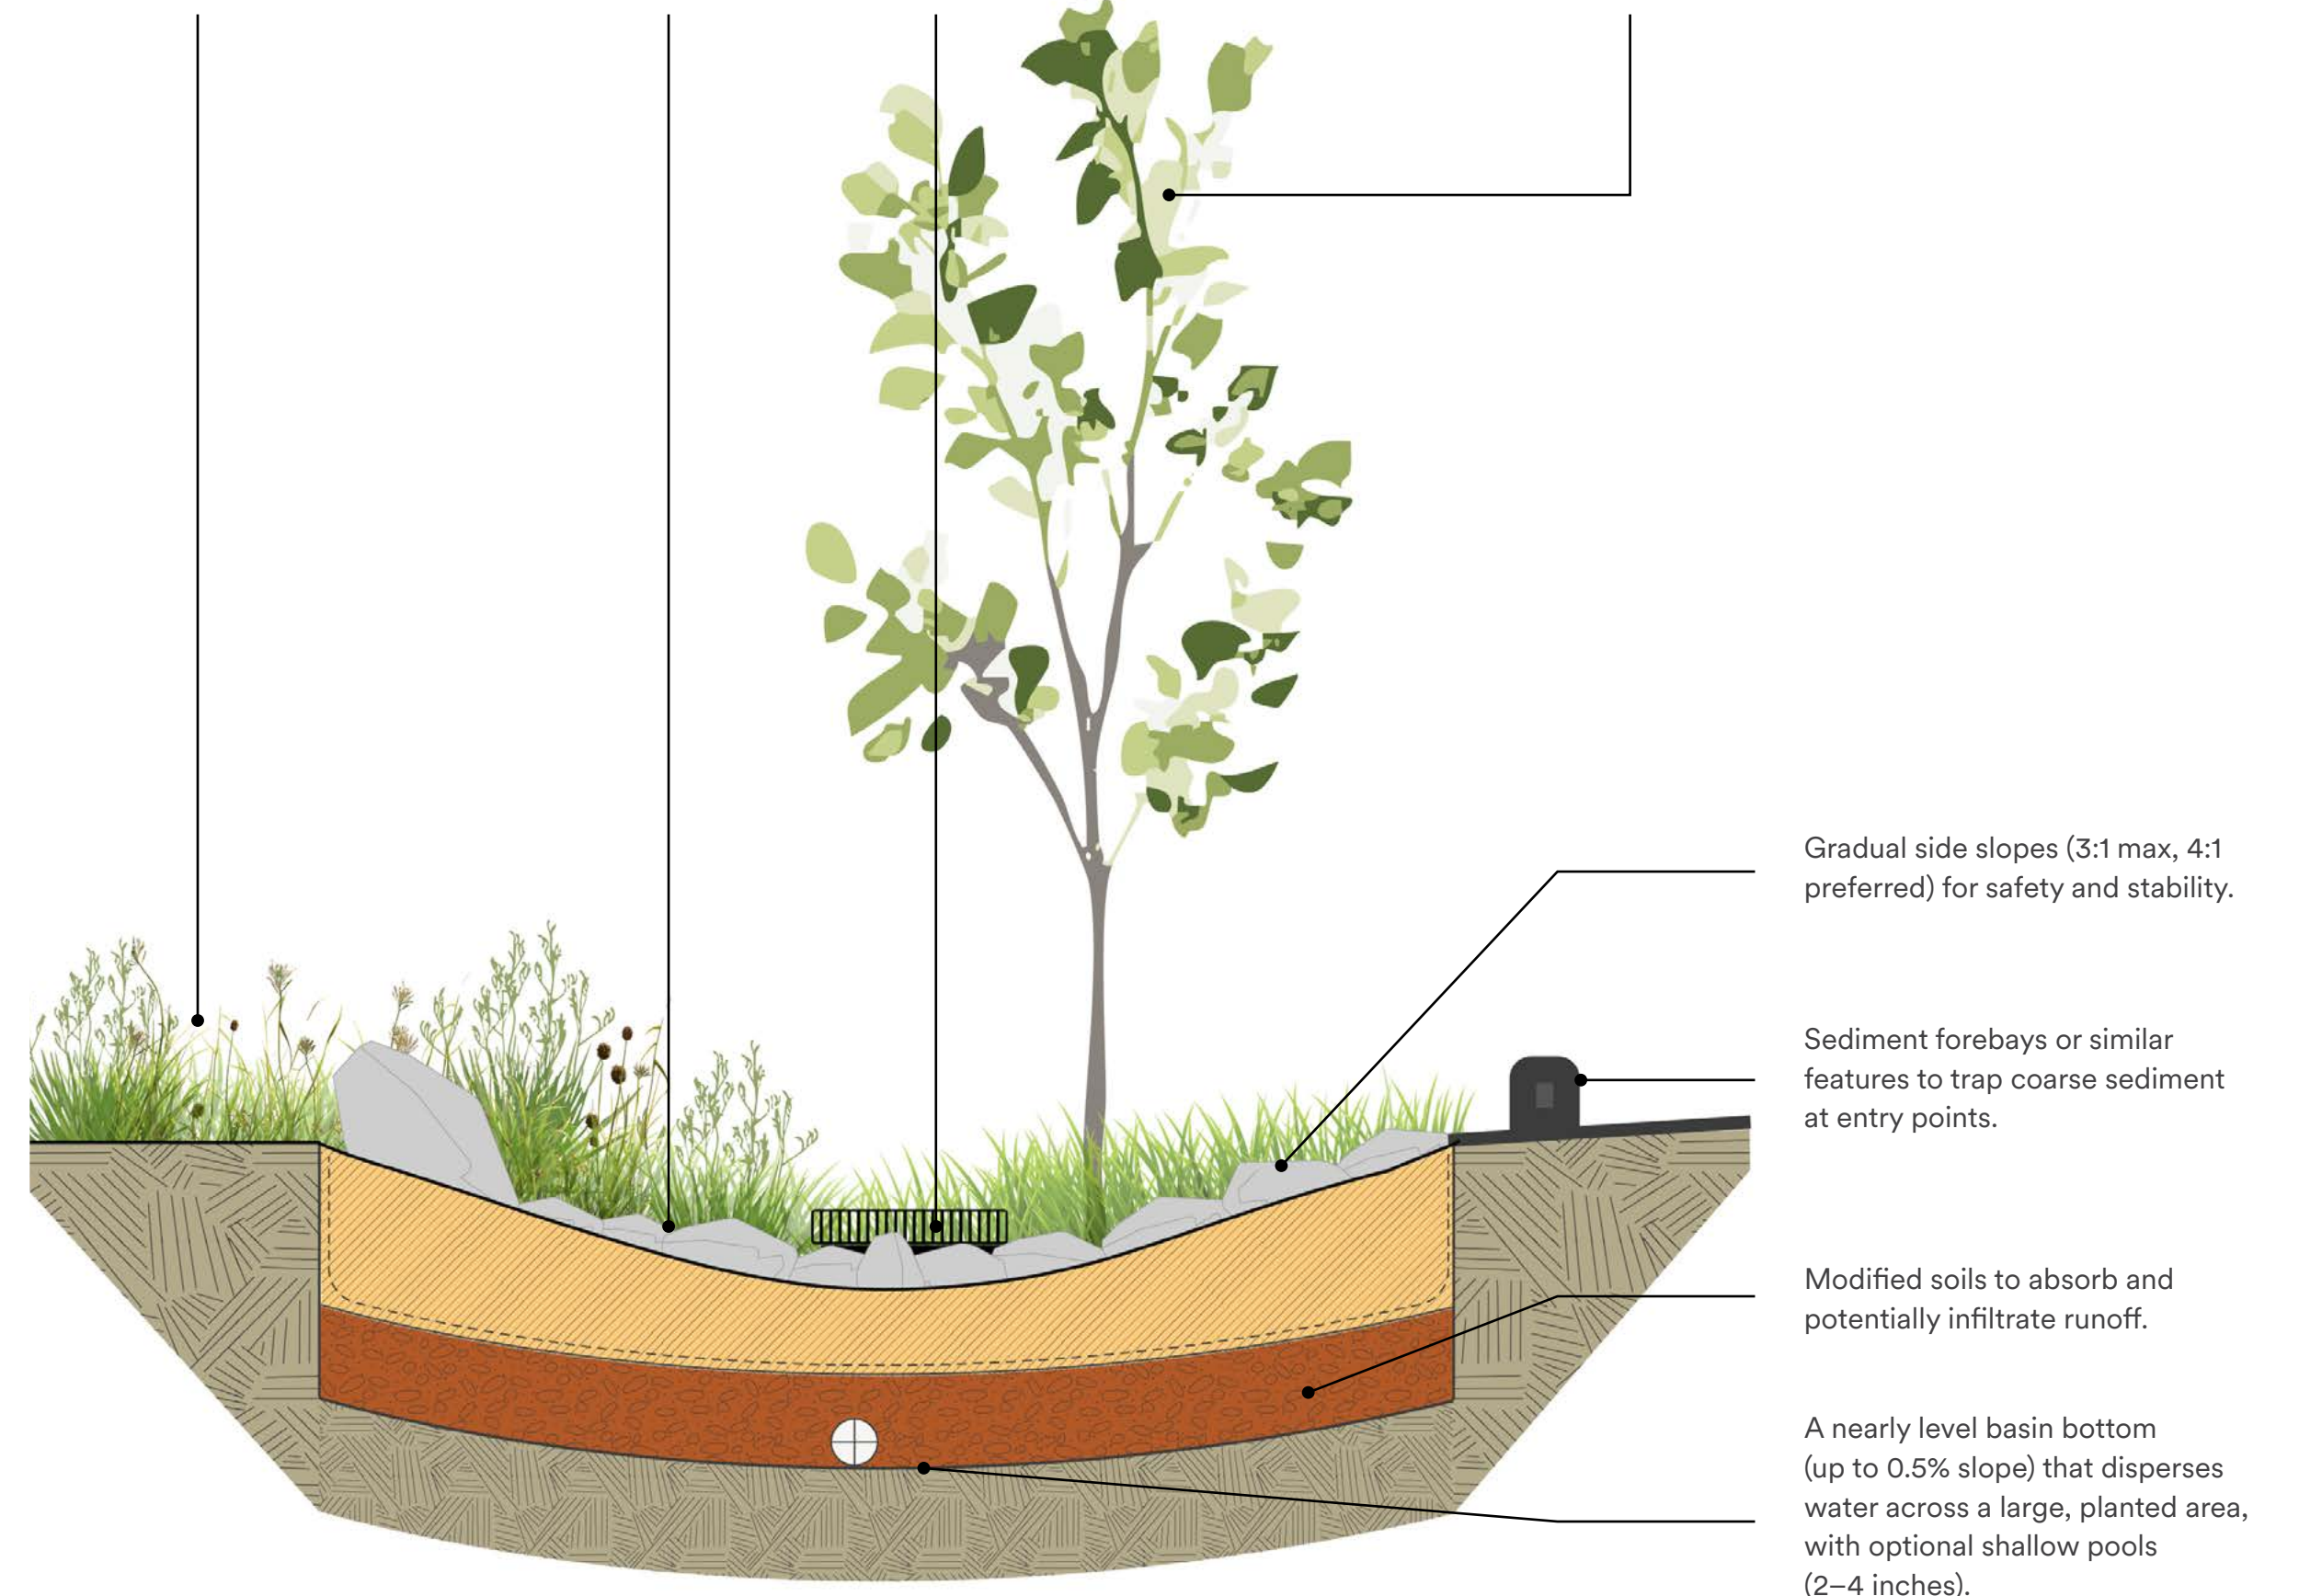 Gradual side slopes (3:1 max, 4:1
preferred) for safety and stability.
Sediment forebays or similar
features to trap coarse sediment
at entry points.
Modified soils to absorb and
potentially infiltrate runoff.
A nearly level basin bottom
(up to 0.5% slope) that disperses
water across a large, planted area,
with optional shallow pools
(2–4 inches).